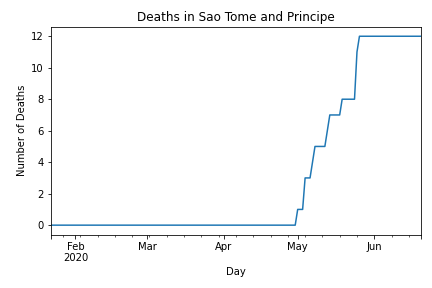 Deaths in Sao Tome and Principe
12
10
8
6
4
2
0
Number of Deaths
Feb
2020
Mar
Apr
May
Jun
Day